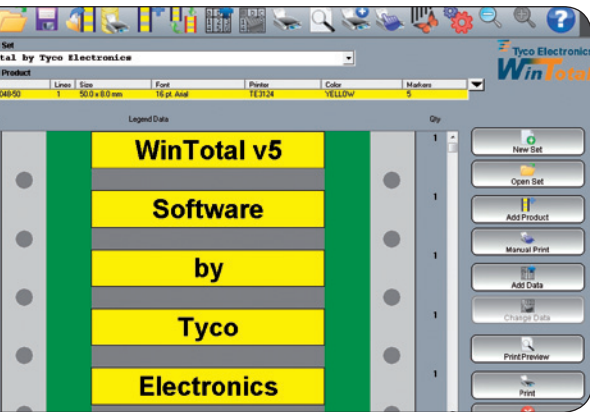 Set
tal by Tyco Electronics
Product
Lines Size Font Printer Color Markers
048-50 1 50.0 x 8.0 mm 16 pt. Arial TE3124 YELLOW 5
Legend Data Qty
WinTotal v5 1
Software 1
by 1
Tyco 1
Electronics 1
Tyco Electronics
WinTotal
New Set
Open Set
Add Product
Manual Print
Add Data
Change Data
Print Preview
Print